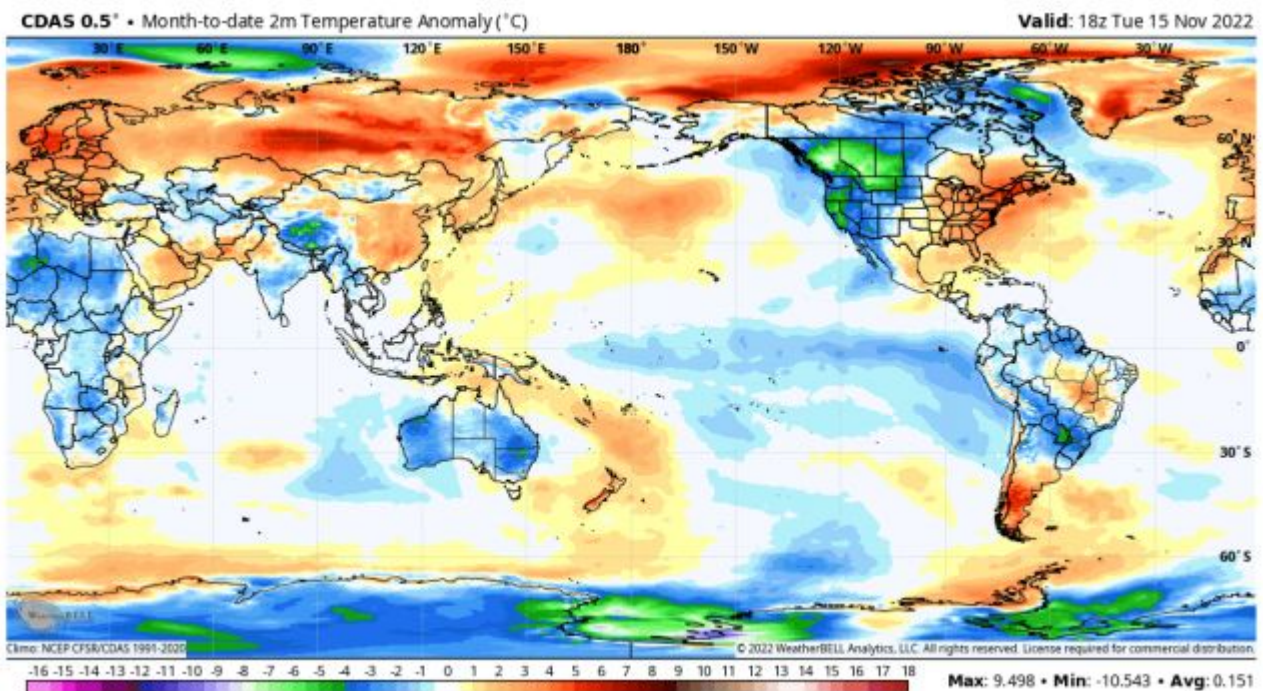 CDAS 0.5° • Month-to-date 2m Temperature Anomaly (°C) Valid: 18z Tue 15 Nov 2022
30°E 60°E 90°E 120°E 150°E 180° 150°W 120°W 90°W 60°W 30°W
60°N
30°N
0°
30°S
60°S
WeatherBELL
Climo: NCEP CFSR/CDAS 1991-2020 © 2022 WeatherBELL Analytics, LLC. All rights reserved. License required for commercial distribution.
-16 -15 -14 -13 -12 -11 -10 -9 -8 -7 -6 -5 -4 -3 -2 -1 0 1 2 3 4 5 6 7 8 9 10 11 12 13 14 15 16 17 18 Max: 9.498 • Min: -10.543 • Avg: 0.151